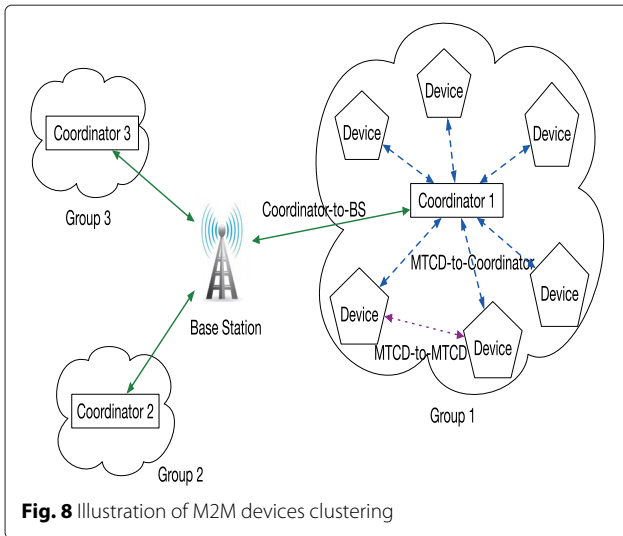 Device
Device
Device
Coordinator 3
Coordinator 1
Group 3
Coordinator-to-BS
MTCD-to-Coordinator
Device
Device
Base Station
Device
MTCD-to-MTCD
Coordinator 2
Group 1
Group 2
Fig. 8 Illustration of M2M devices clustering